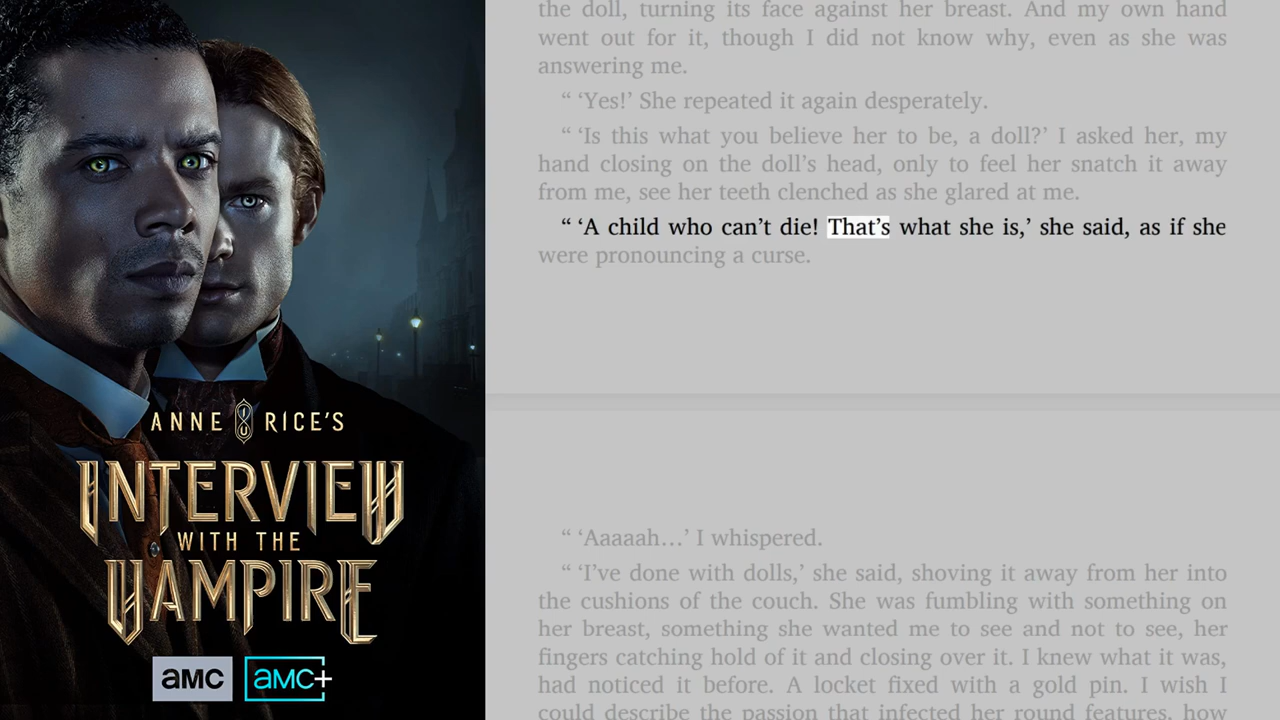 ANNE RICE'S
INTERVIEW
WITH THE
VAMPIRE
amc
amc+
the doll, turning its face against her breast. And my own hand
went out for it, though I did not know why, even as she was
answering me.
“ ‘Yes!’ She repeated it again desperately.
“ ‘Is this what you believe her to be, a doll?’ I asked her, my
hand closing on the doll’s head, only to feel her snatch it away
from me, see her teeth clenched as she glared at me.
“ ‘A child who can’t die! That’s what she is,’ she said, as if she
were pronouncing a curse.
“ ‘Aaaaah…’ I whispered.
“ ‘I’ve done with dolls,’ she said, shoving it away from her into
the cushions of the couch. She was fumbling with something on
her breast, something she wanted me to see and not to see, her
fingers catching hold of it and closing over it. I knew what it was,
had noticed it before. A locket fixed with a gold pin. I wish I
could describe the passion that infected her round features, how